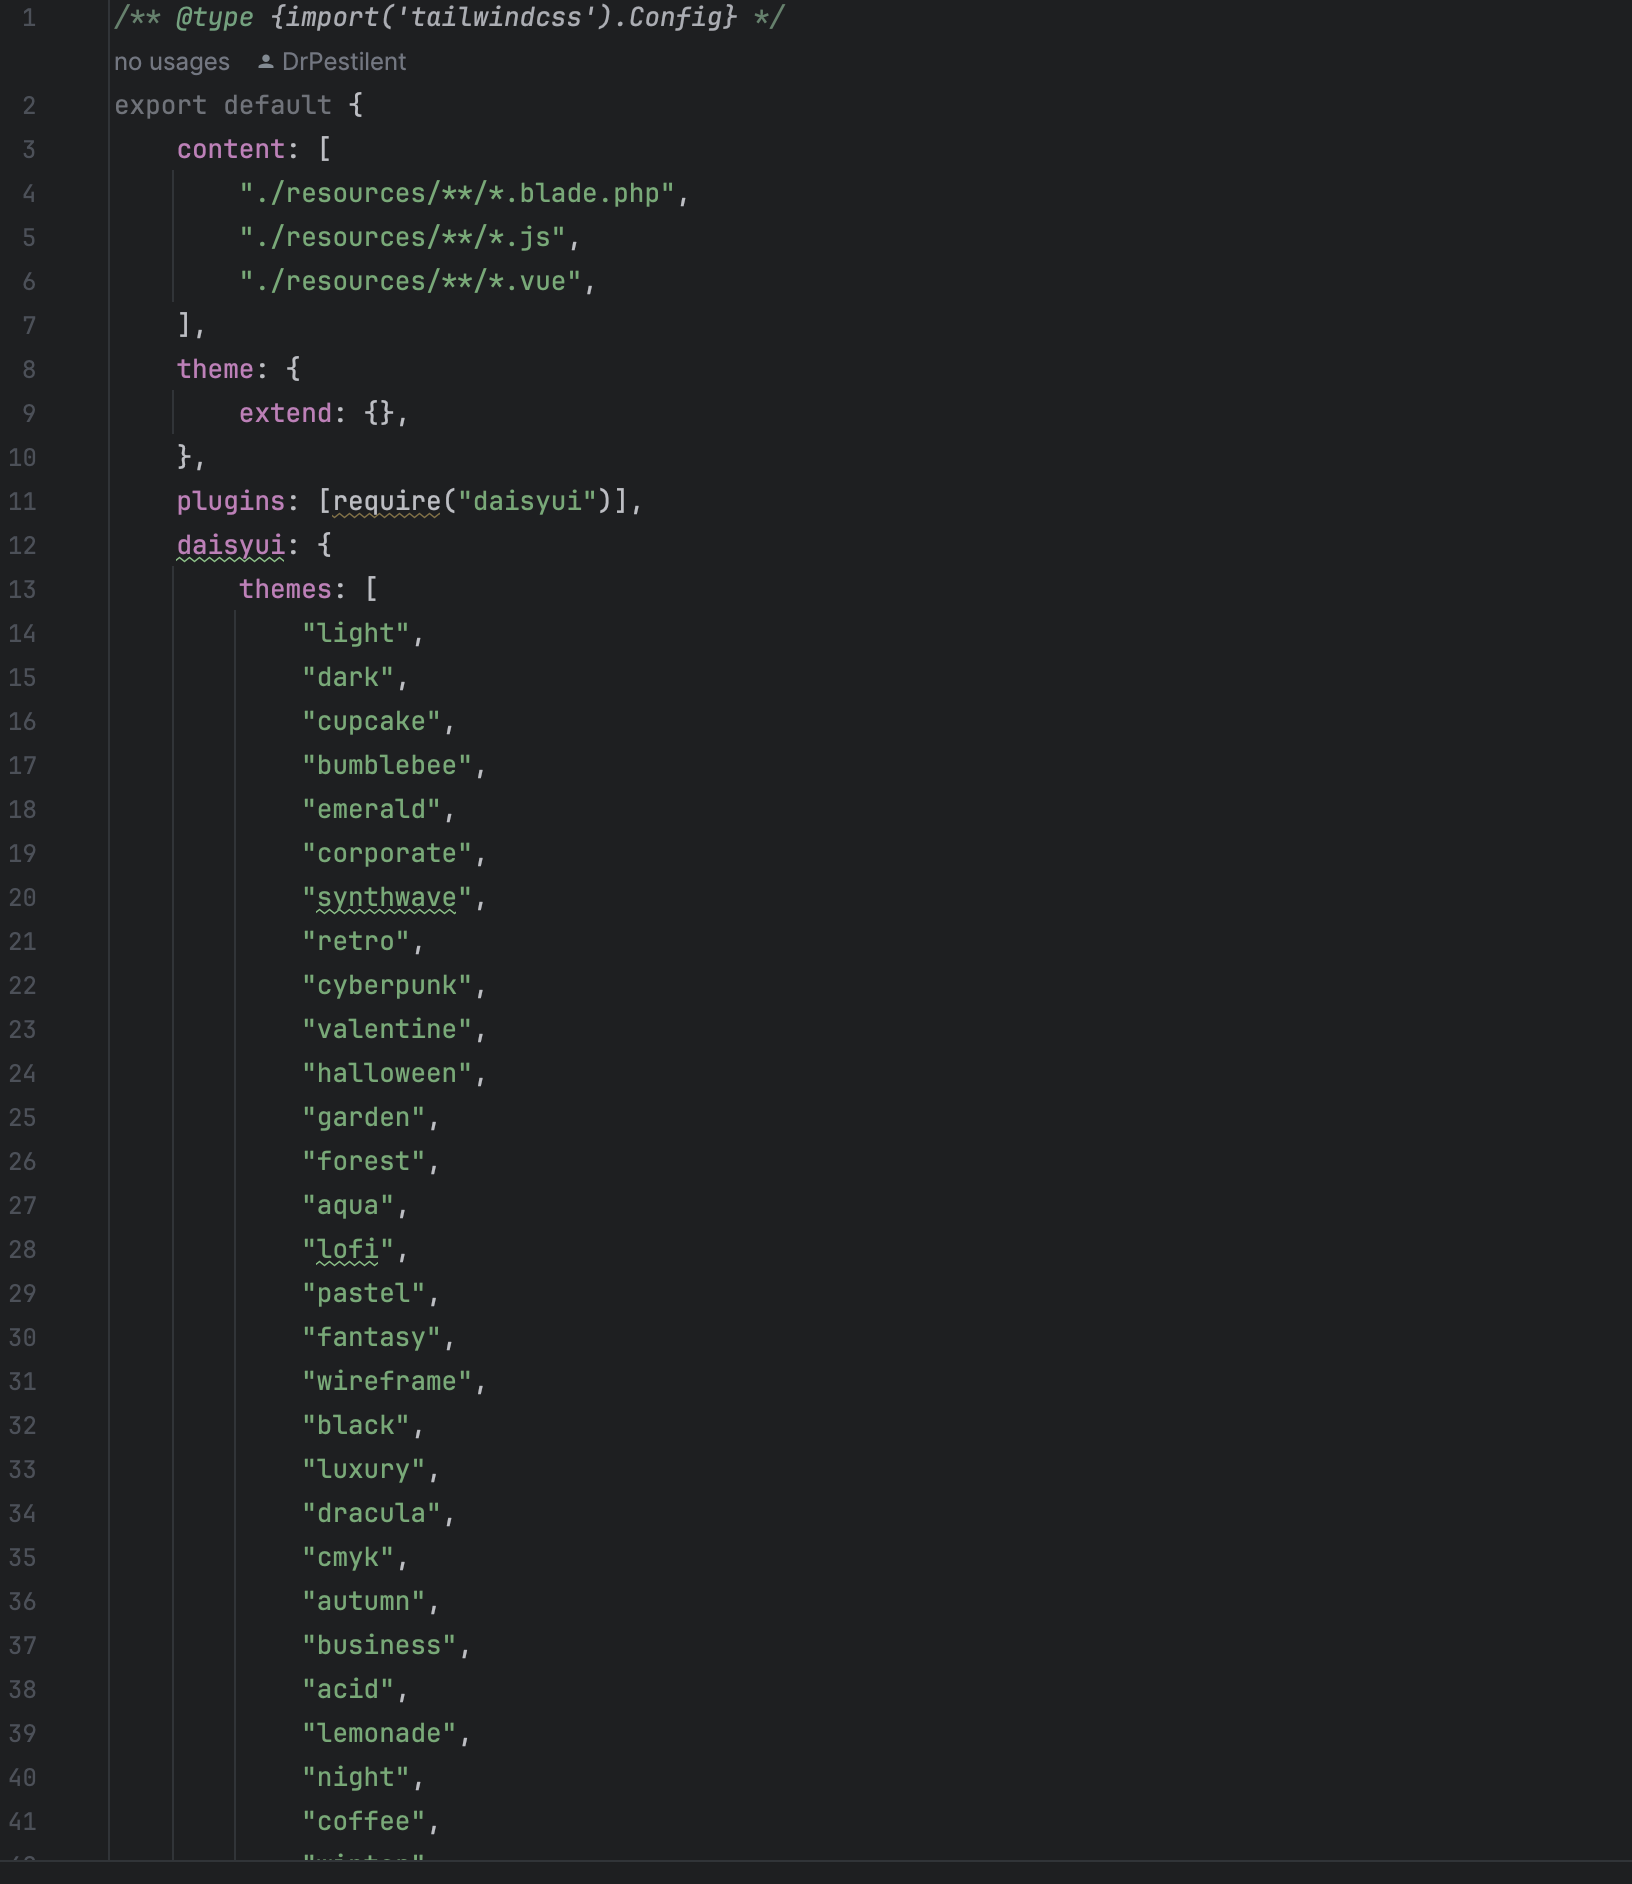 1 /** @type {import('tailwindcss').Config} */
no usages DrPestilent
2 export default {
3 content: [
4 "./resources/**/*.blade.php",
5 "./resources/**/*.js",
6 "./resources/**/*.vue",
7 ],
8 theme: {
9 extend: {},
10 },
11 plugins: [require("daisyui")],
12 daisyui: {
13 themes: [
14 "light",
15 "dark",
16 "cupcake",
17 "bumblebee",
18 "emerald",
19 "corporate",
20 "synthwave",
21 "retro",
22 "cyberpunk",
23 "valentine",
24 "halloween",
25 "garden",
26 "forest",
27 "aqua",
28 "lofi",
29 "pastel",
30 "fantasy",
31 "wireframe",
32 "black",
33 "luxury",
34 "dracula",
35 "cmyk",
36 "autumn",
37 "business",
38 "acid",
39 "lemonade",
40 "night",
41 "coffee",